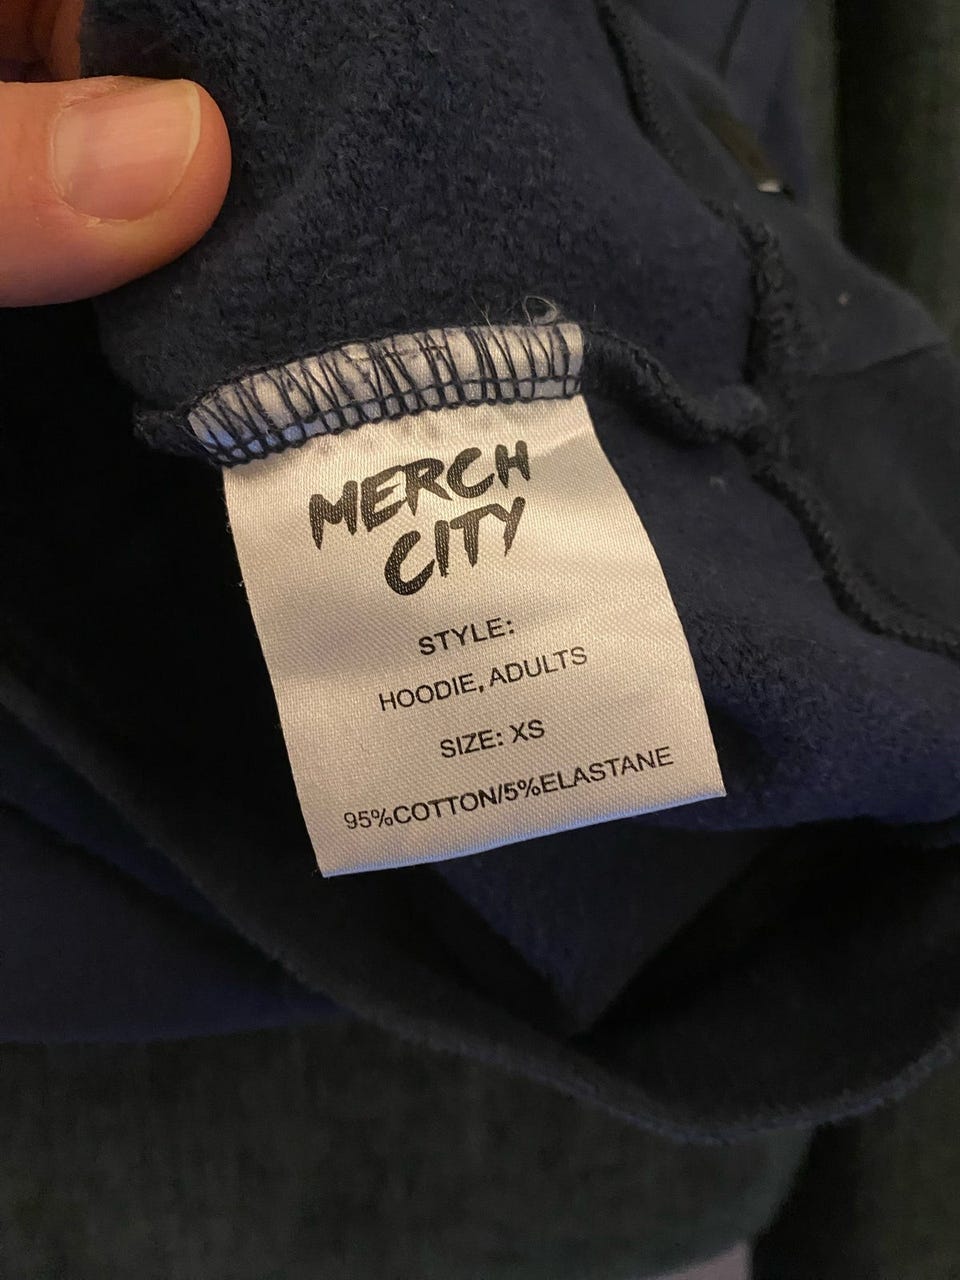 MERCH
CITY
STYLE:
HOODIE, ADULTS
SIZE: XS
95%COTTON/5%ELASTANE